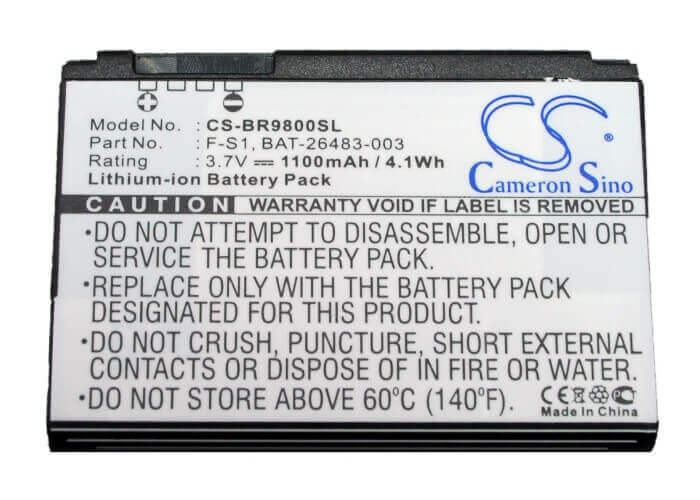 Model No. : CS-BR9800SL
Part No. : F-S1, BAT-26483-003
Rating : 3.7V 1100mAh / 4.1Wh
Lithium-ion Battery Pack
CS
Cameron Sino
CAUTION WARRANTY VOID IF LABEL IS REMOVED
•DO NOT ATTEMPT TO DISASSEMBLE, OPEN OR
SERVICE THE BATTERY PACK.
•REPLACE ONLY WITH THE BATTERY PACK
DESIGNATED FOR THIS EQUIPMENT.
•DO NOT CRUSH, PUNCTURE, SHORT EXTERNAL
CONTACTS OR DISPOSE OF IN FIRE OR WATER.
•DO NOT STORE ABOVE 60°C (140°F).
CE
Made In China